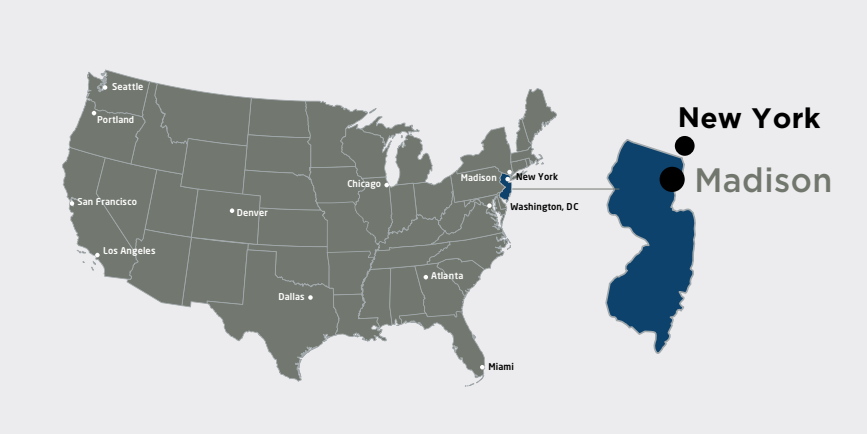 Seattle
Portland
San Francisco
Los Angeles
Denver
Dallas
Chicago
Atlanta
Miami
Madison
New York
Washington, DC
New York
Madison